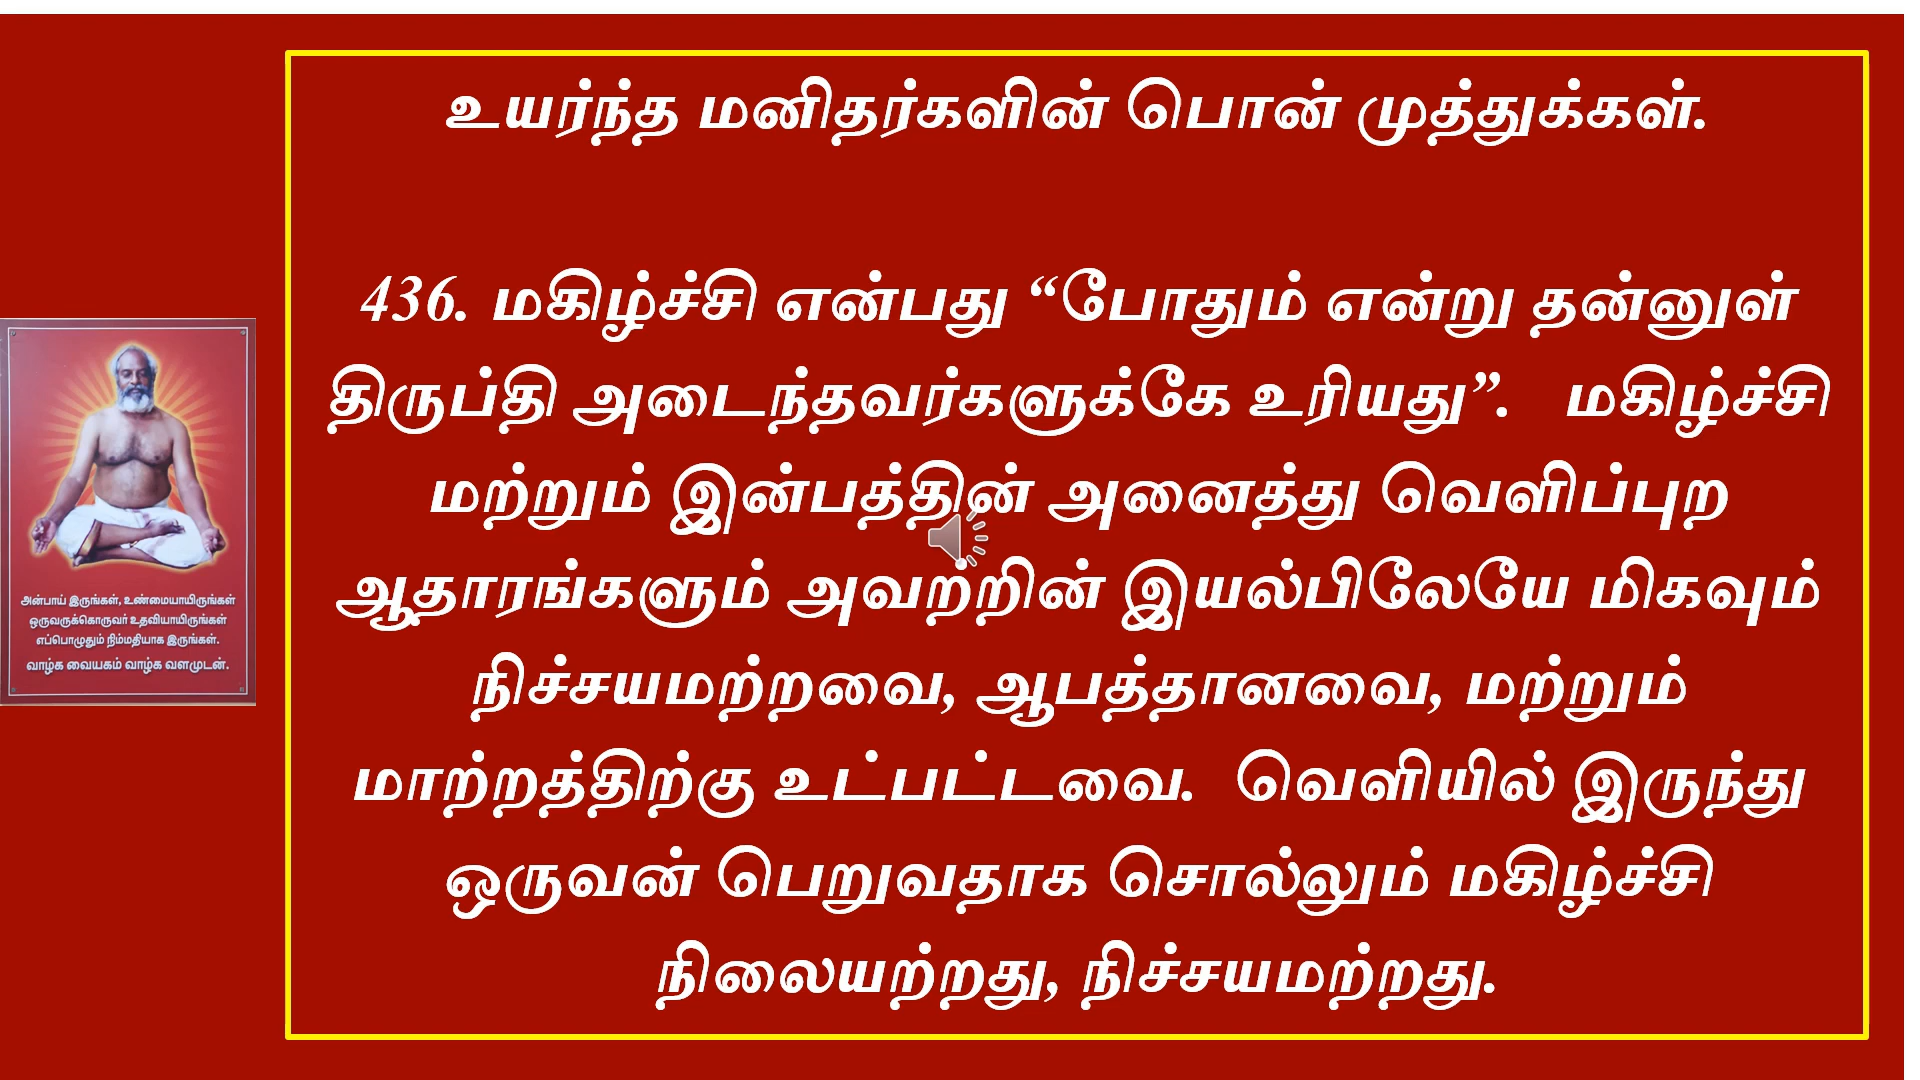 உயர்ந்த மனிதர்களின் பொன் முத்துக்கள்.
436. மகிழ்ச்சி என்பது “போதும் என்று தன்னுள்
திருப்தி அடைந்தவர்களுக்கே உரியது”. மகிழ்ச்சி
மற்றும் இன்பத்தின் அனைத்து வெளிப்புற
ஆதாரங்களும் அவற்றின் இயல்பிலேயே மிகவும்
நிச்சயமற்றவை, ஆபத்தானவை, மற்றும்
மாற்றத்திற்கு உட்பட்டவை. வெளியில் இருந்து
ஒருவன் பெறுவதாக சொல்லும் மகிழ்ச்சி
நிலையற்றது, நிச்சயமற்றது.
அன்பாய் இருங்கள், உண்மையாயிருங்கள்
ஒருவருக்கொருவர் உதவியாயிருங்கள்
எப்பொழுதும் நிம்மதியாக இருங்கள்.
வாழ்க வையகம் வாழ்க வளமுடன்.